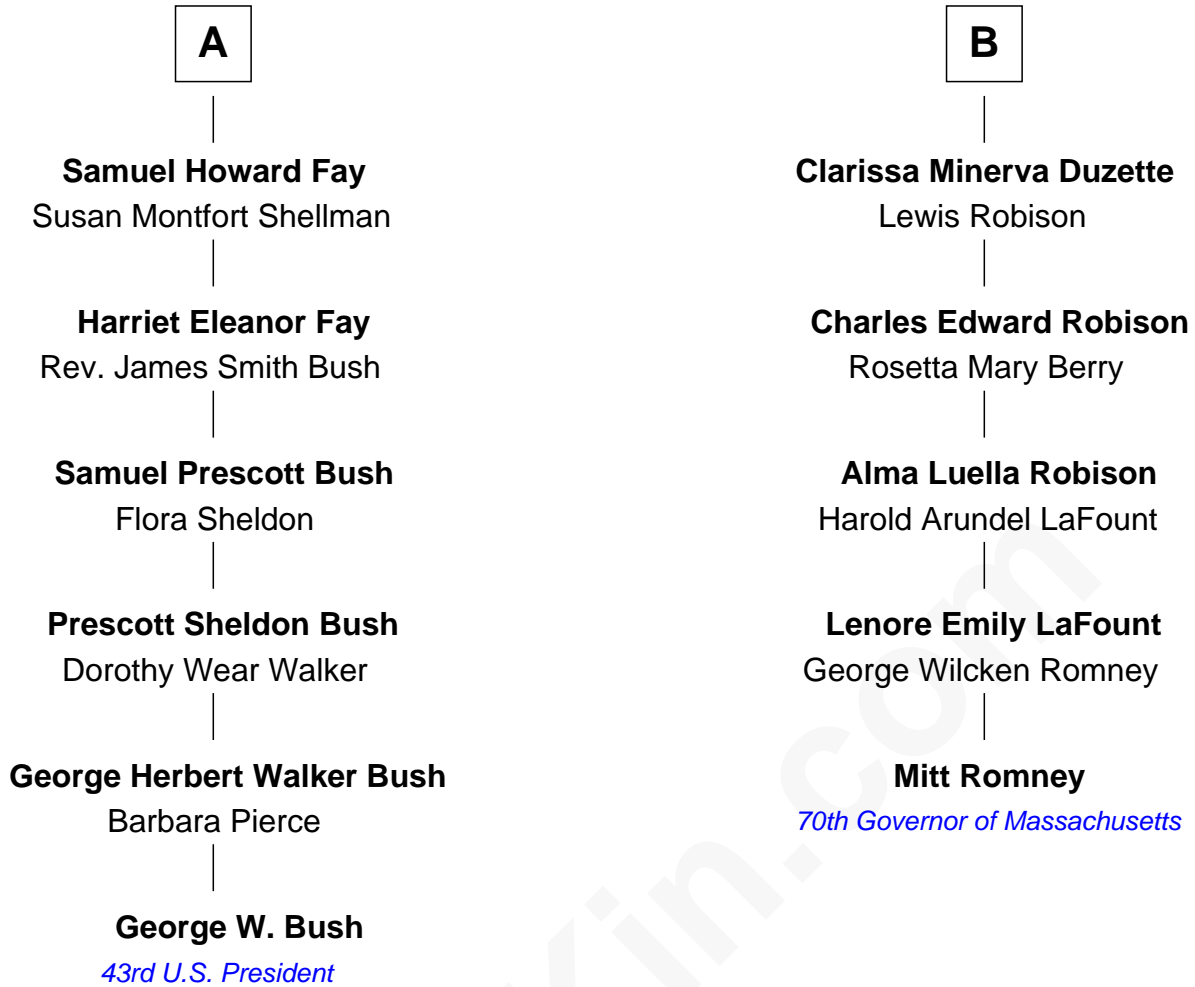 A
Samuel Howard Fay
Susan Montfort Shellman
Harriet Eleanor Fay
Rev. James Smith Bush
Samuel Prescott Bush
Flora Sheldon
Prescott Sheldon Bush
Dorothy Wear Walker
George Herbert Walker Bush
Barbara Pierce
George W. Bush
43rd U.S. President
B
Clarissa Minerva Duzette
Lewis Robison
Charles Edward Robison
Rosetta Mary Berry
Alma Luella Robison
Harold Arundel LaFount
Lenore Emily LaFount
George Wilcken Romney
Mitt Romney
70th Governor of Massachusetts
Kin.com